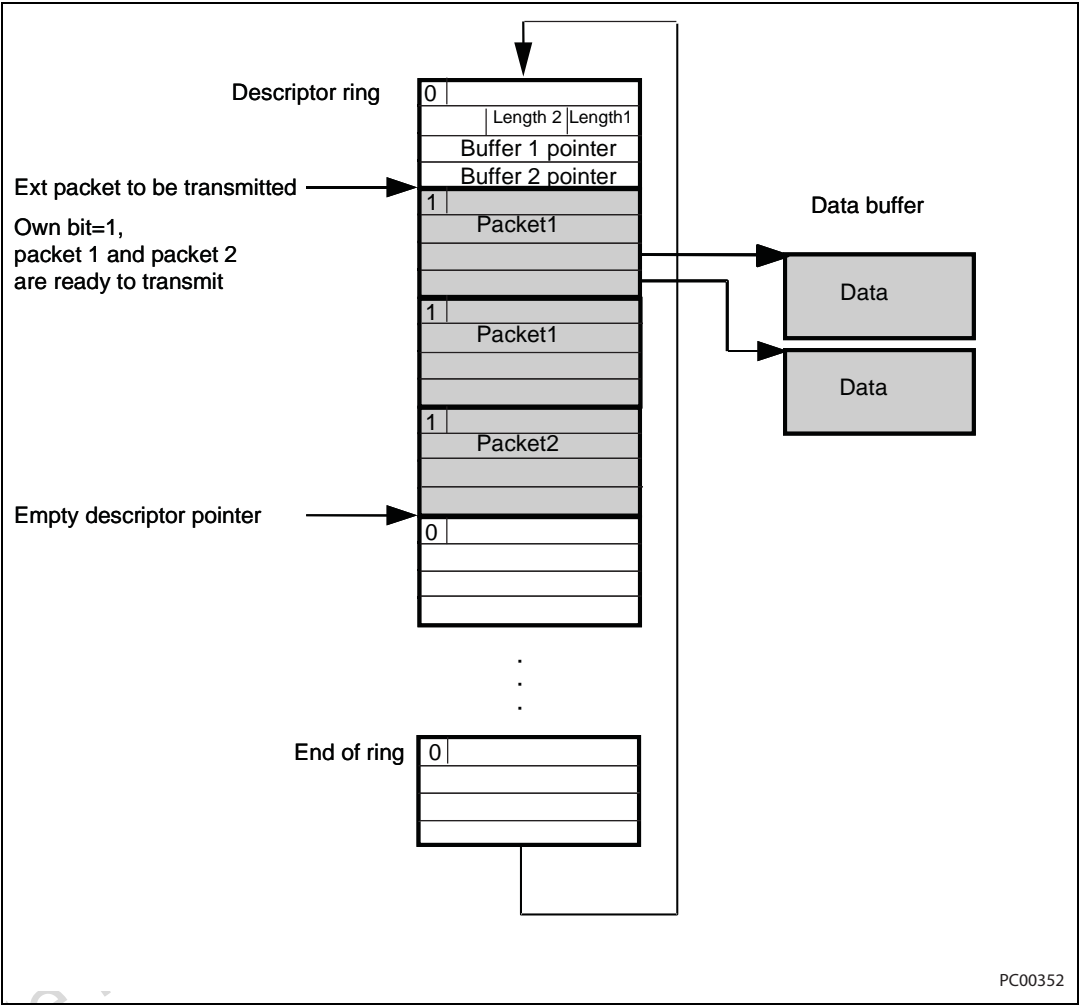 Descriptor ring
0
Length 2 Length1
Buffer 1 pointer
Buffer 2 pointer
Ext packet to be transmitted
Own bit=1,
packet 1 and packet 2
are ready to transmit
1
Packet1
Data buffer
Data
1
Packet1
Data
1
Packet2
Empty descriptor pointer
0
.
.
.
End of ring
0
PC00352